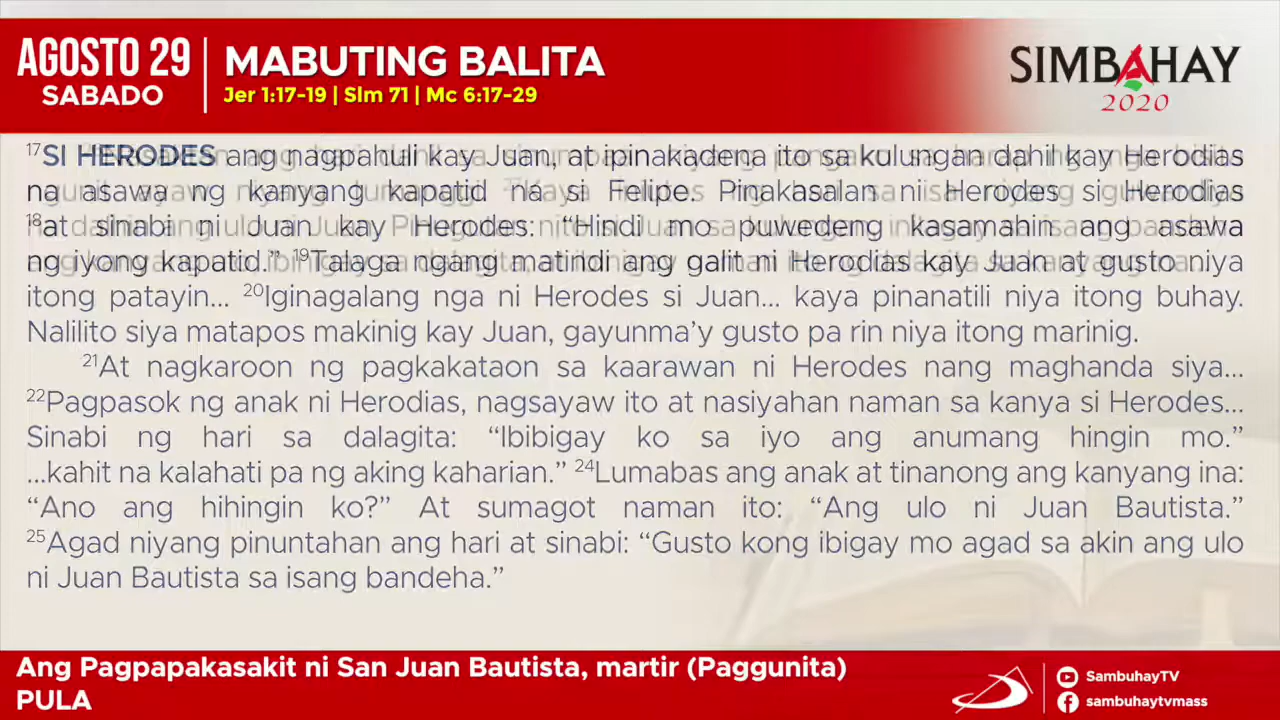 AGOSTO 29
SABADO
MABUTING BALITA
Jer 1:17-19 | Slm 71 | Mc 6:17-29
SIMBAHAY
2020
17SI HERODES ang nagpahuli kay Juan, at ipinakadena ito sa kulungan dahil kay Herodias
na asawa ng kanyang kapatid na si Felipe. Pinakasalan ni Herodes si Herodias
18at sinabi ni Juan kay Herodes: “Hindi mo puwedeng kasamahin ang asawa
ng iyong kapatid.” 19Talaga ngang matindi ang galit ni Herodias kay Juan at gusto niya
itong patayin... 20Iginagalang nga ni Herodes si Juan... kaya pinanatili niya itong buhay.
Nalilito siya matapos makinig kay Juan, gayunma’y gusto pa rin niya itong marinig.
21At nagkaroon ng pagkakataon sa kaarawan ni Herodes nang maghanda siya...
22Pagpasok ng anak ni Herodias, nagsayaw ito at nasiyahan naman sa kanya si Herodes...
Sinabi ng hari sa dalagita: “Ibibigay ko sa iyo ang anumang hingin mo.”
...kahit na kalahati pa ng aking kaharian.” 24Lumabas ang anak at tinanong ang kanyang ina:
“Ano ang hihingin ko?” At sumagot naman ito: “Ang ulo ni Juan Bautista.”
25Agad niyang pinuntahan ang hari at sinabi: “Gusto kong ibigay mo agad sa akin ang ulo
ni Juan Bautista sa isang bandeha.”
Ang Pagpapakasakit ni San Juan Bautista, martir (Paggunita)
PULA
SambuhayTV
sambuhaytvmass